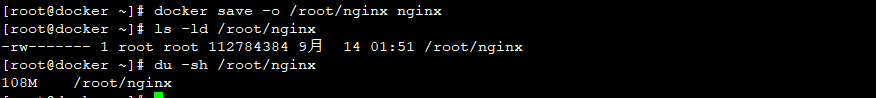 [root@docker ~]# docker save -o /root/nginx nginx
[root@docker ~]# ls -ld /root/nginx
-rw------- 1 root root 112784384 9月  14 01:51 /root/nginx
[root@docker ~]# du -sh /root/nginx
108M    /root/nginx
[root@docker ~]#